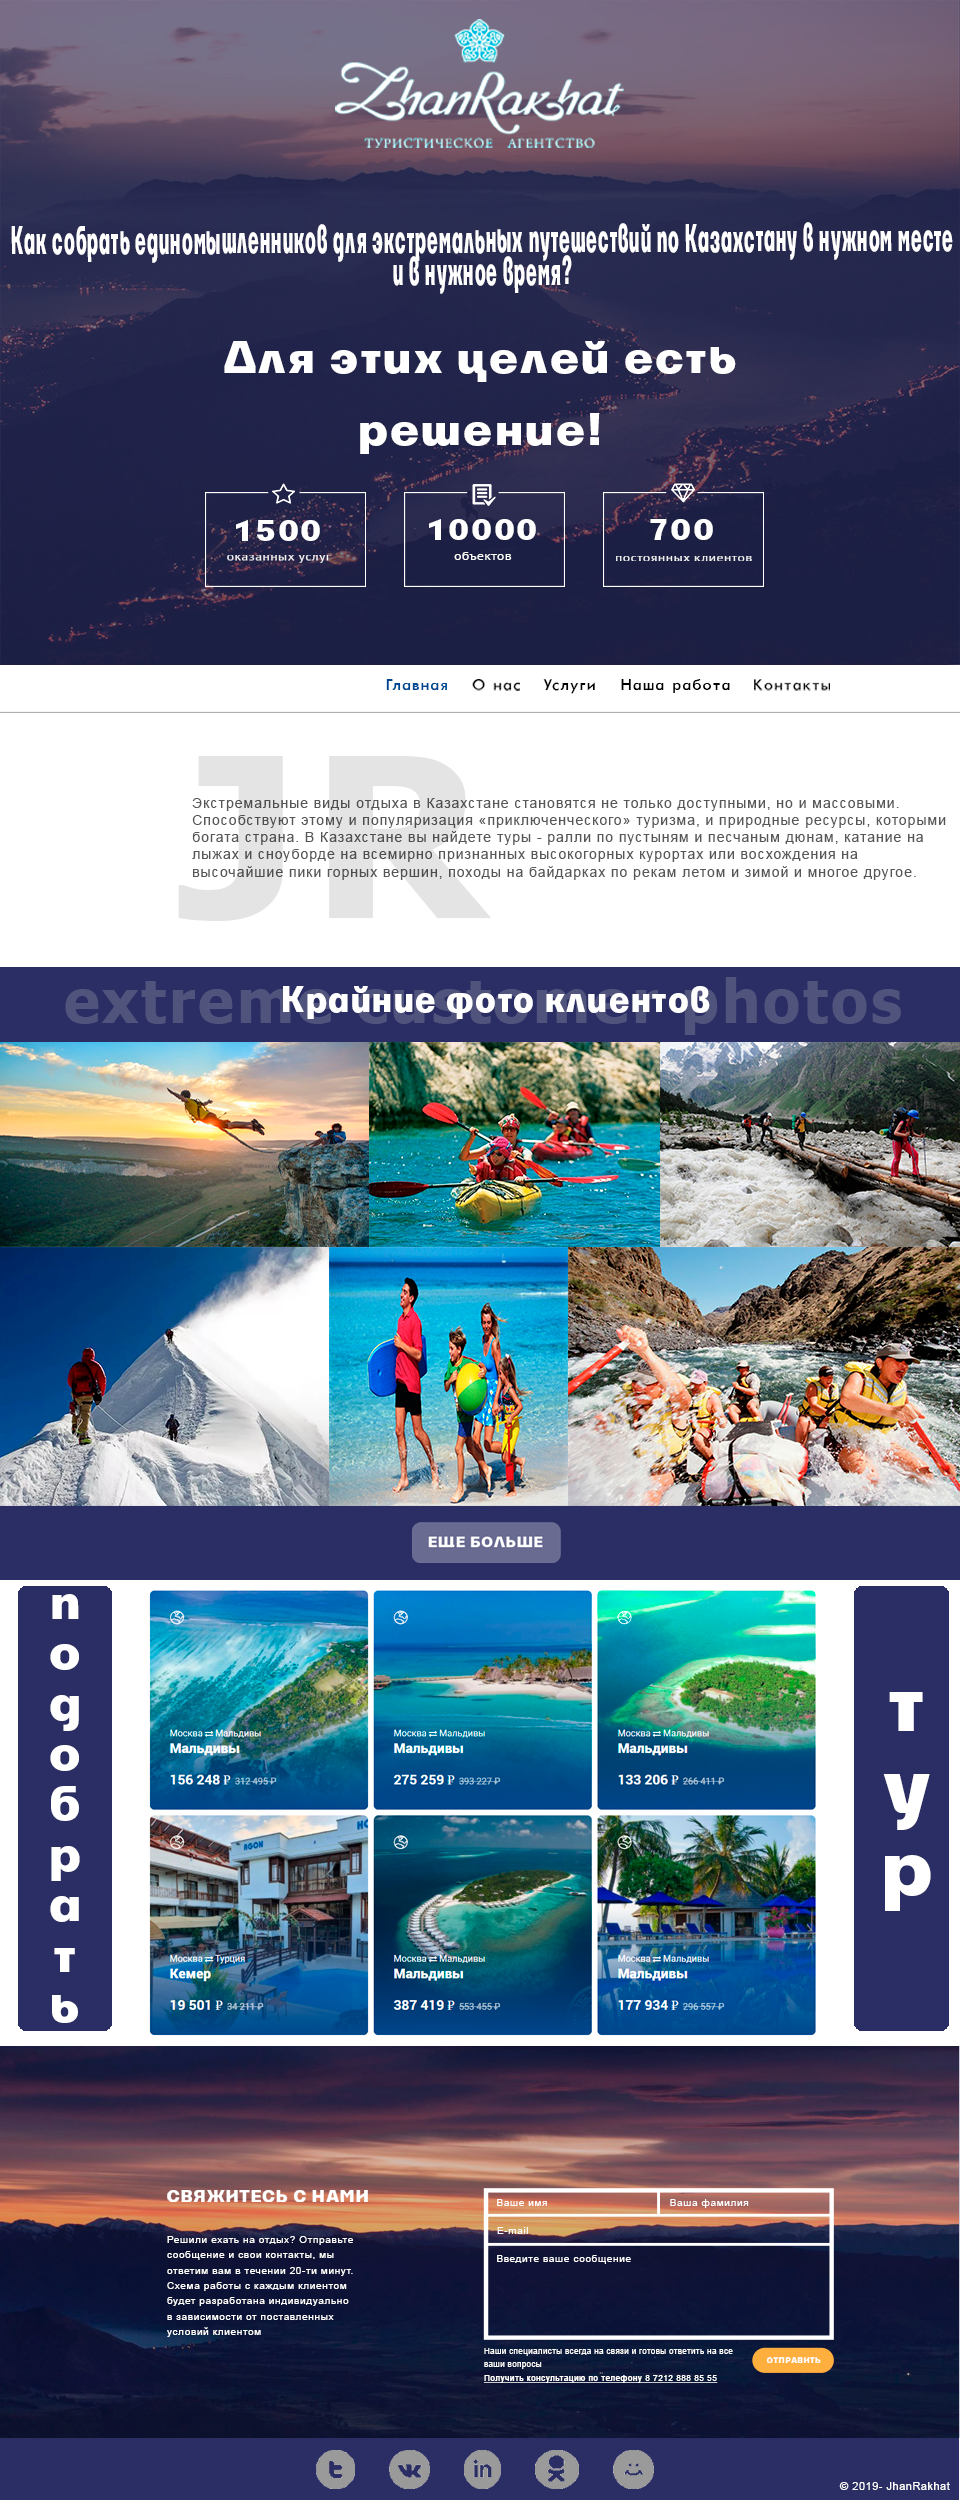 ZhanRakhat
ТУРИСТИЧЕСКОЕ АГЕНТСТВО
Как собрать единомышленников для экстремальных путешествий по Казахстану в нужном месте
и в нужное время?
Для этих целей есть
решение!
1500
оказанных услуг
10000
объектов
700
постоянных клиентов
Главная О нас Услуги Наша работа Контакты
JR
Экстремальные виды отдыха в Казахстане становятся не только доступными, но и массовыми.
Способствуют этому и популяризация «приключенческого» туризма, и природные ресурсы, которыми
богата страна. В Казахстане вы найдете туры - ралли по пустыням и песчаным дюнам, катание на
лыжах и сноуборде на всемирно признанных высокогорных курортах или восхождения на
высочайшие пики горных вершин, походы на байдарках по рекам летом и зимой и многое другое.
extreme customer photos
Крайние фото клиентов
ЕЩЕ БОЛЬШЕ
подобрать
Москва ⇄ Мальдивы
Мальдивы
156 248 ₽ 312 495 ₽
Москва ⇄ Мальдивы
Мальдивы
275 259 ₽ 393 227 ₽
Москва ⇄ Мальдивы
Мальдивы
133 206 ₽ 266 411 ₽
AGON
HO
Москва ⇄ Турция
Кемер
19 501 ₽ 34 211 ₽
Москва ⇄ Мальдивы
Мальдивы
387 419 ₽ 553 455 ₽
Москва ⇄ Мальдивы
Мальдивы
177 934 ₽ 296 557 ₽
тур
СВЯЖИТЕСЬ С НАМИ
Решили ехать на отдых? Отправьте
сообщение и свои контакты, мы
ответим вам в течении 20-ти минут.
Схема работы с каждым клиентом
будет разработана индивидуально
в зависимости от поставленных
условий клиентом
Ваше имя
Ваша фамилия
E-mail
Введите ваше сообщение
Наши специалисты всегда на связи и готовы ответить на все
ваши вопросы
Получить консультацию по телефону 8 7212 888 85 55
ОТПРАВИТЬ
© 2019- JhanRakhat